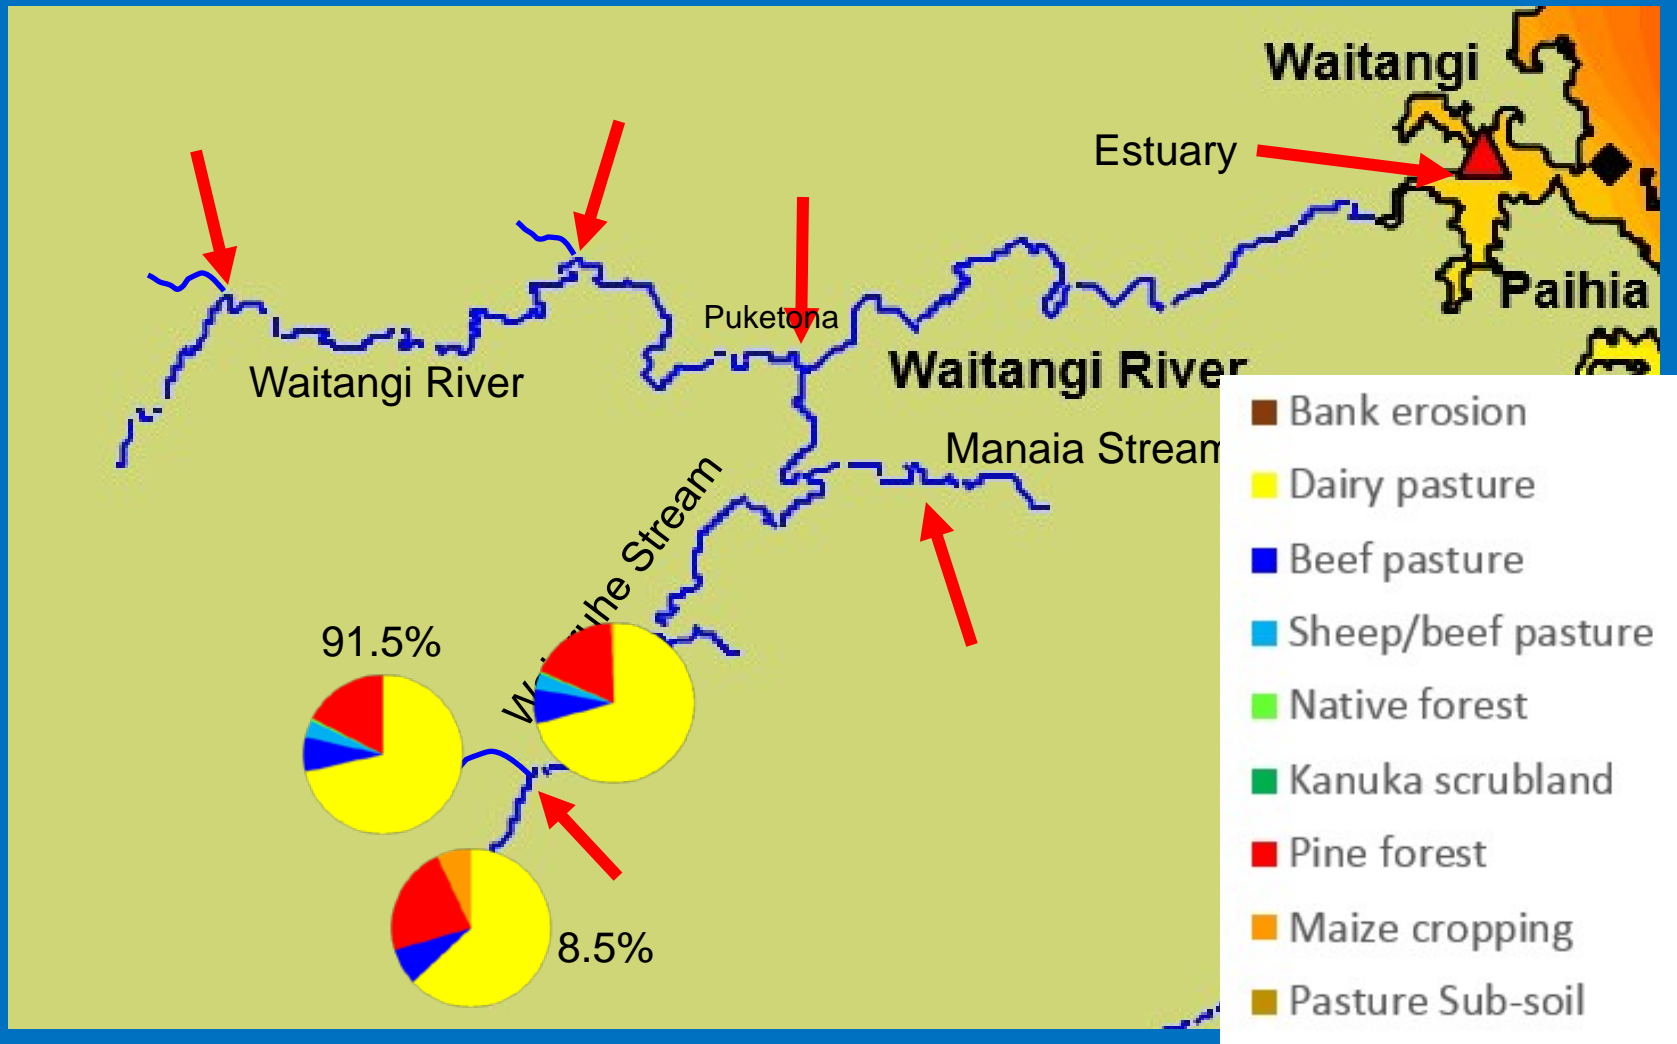 Waitangi
Estuary
Paihia
Puketona
Waitangi River
Waitangi River
Manaia Stream
Stream
91.5%
8.5%
Bank erosion
Dairy pasture
Beef pasture
Sheep/beef pasture
Native forest
Kanuka scrubland
Pine forest
Maize cropping
Pasture Sub-soil